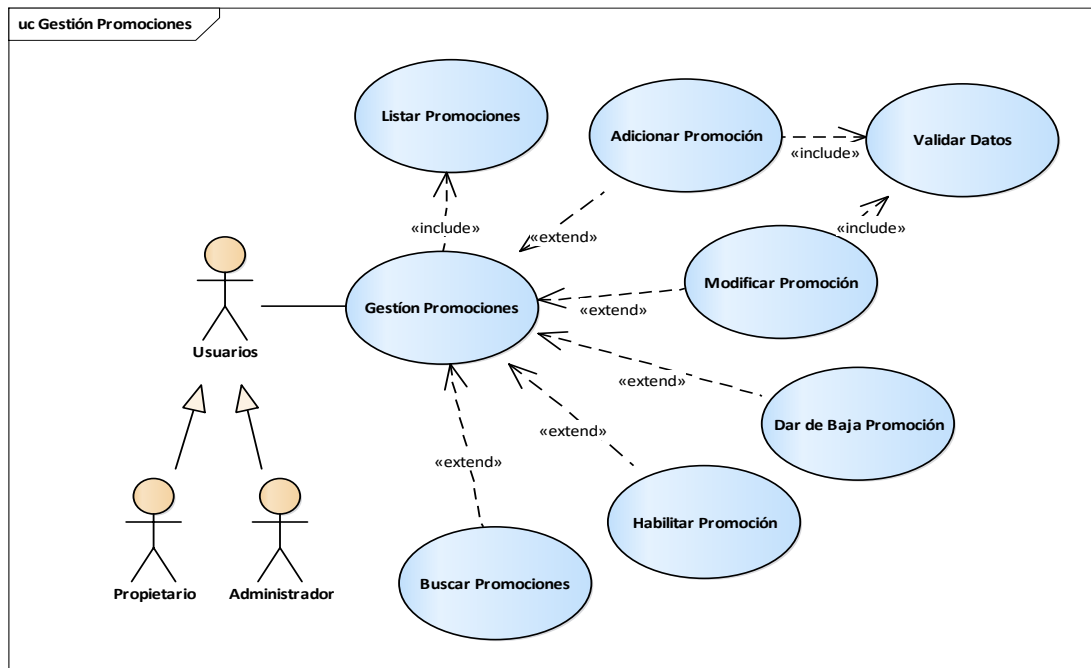 uc Gestión Promociones
Listar Promociones
Adicionar Promoción
Validar Datos
«include»
«include»
«extend»
«include»
Modificar Promoción
Gestíon Promociones
«extend»
Usuarios
«extend»
Dar de Baja Promoción
«extend»
«extend»
Habilitar Promoción
Buscar Promociones
Propietario
Administrador